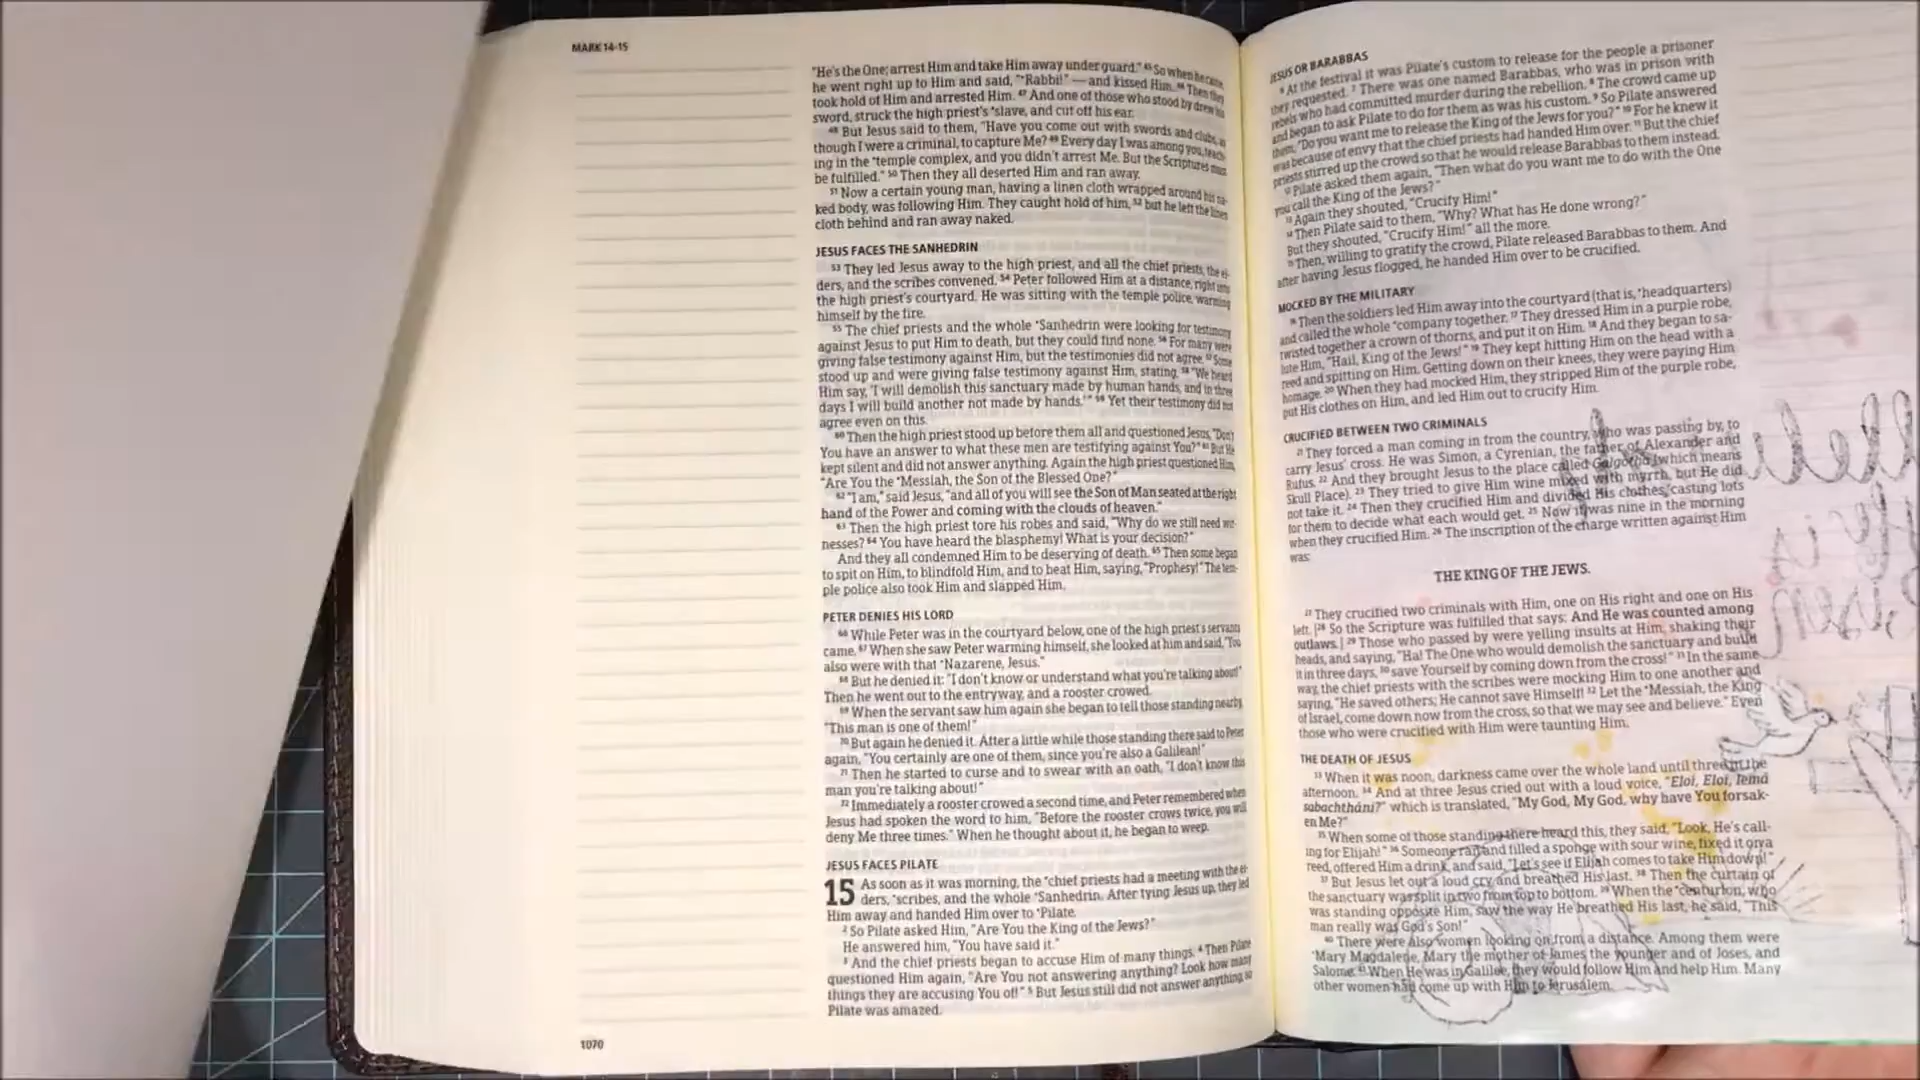 MARK 14-15
"He's the One; arrest Him and take Him away under guard." 45 So when he came,
he went right up to Him and said, "*Rabbi!" — and kissed Him. 46 Then they
took hold of Him and arrested Him. 47 And one of those who stood by drew his
sword, struck the high priest's *slave, and cut off his ear.
48 But Jesus said to them, "Have you come out with swords and clubs, as
though I were a criminal, to capture Me? 49 Every day I was among you, teach-
ing in the *temple complex, and you didn't arrest Me. But the Scriptures must
be fulfilled." 50 Then they all deserted Him and ran away.
51 Now a certain young man, having a linen cloth wrapped around his na-
ked body, was following Him. They caught hold of him, 52 but he left the linen
cloth behind and ran away naked.
JESUS FACES THE SANHEDRIN
53 They led Jesus away to the high priest, and all the chief priests, the el-
ders, and the scribes convened. 54 Peter followed Him at a distance, right into
the high priest's courtyard. He was sitting with the temple police, warming
himself by the fire.
55 The chief priests and the whole *Sanhedrin were looking for testimony
against Jesus to put Him to death, but they could find none. 56 For many were
giving false testimony against Him, but the testimonies did not agree. 57 Some
stood up and were giving false testimony against Him, stating, 58 "We heard
Him say, 'I will demolish this sanctuary made by human hands, and in three
days I will build another not made by hands.'" 59 Yet their testimony did not
agree even on this.
60 Then the high priest stood up before them all and questioned Jesus, "Don't
You have an answer to what these men are testifying against You?" 61 But He
kept silent and did not answer anything. Again the high priest questioned Him,
"Are You the *Messiah, the Son of the Blessed One?"
62 "I am," said Jesus, "and all of you will see the Son of Man seated at the right
hand of the Power and coming with the clouds of heaven."
63 Then the high priest tore his robes and said, "Why do we still need wit-
nesses? 64 You have heard the blasphemy! What is your decision?"
And they all condemned Him to be deserving of death. 65 Then some began
to spit on Him, to blindfold Him, and to beat Him, saying, "Prophesy!" The tem-
ple police also took Him and slapped Him.
PETER DENIES HIS LORD
66 While Peter was in the courtyard below, one of the high priest's servants
came. 67 When she saw Peter warming himself, she looked at him and said, "You
also were with that *Nazarene, Jesus."
68 But he denied it: "I don't know or understand what you're talking about!"
Then he went out to the entryway, and a rooster crowed.
69 When the servant saw him again she began to tell those standing nearby,
"This man is one of them!"
70 But again he denied it. After a little while those standing there said to Peter
again, "You certainly are one of them, since you're also a Galilean!"
71 Then he started to curse and to swear with an oath, "I don't know this
man you're talking about!"
72 Immediately a rooster crowed a second time, and Peter remembered when
Jesus had spoken the word to him, "Before the rooster crows twice, you will
deny Me three times." When he thought about it, he began to weep.
JESUS FACES PILATE
15 As soon as it was morning, the *chief priests had a meeting with the el-
ders, *scribes, and the whole *Sanhedrin. After tying Jesus up, they led
Him away and handed Him over to *Pilate.
2 So Pilate asked Him, "Are You the King of the Jews?"
He answered him, "You have said it."
3 And the chief priests began to accuse Him of many things. 4 Then Pilate
questioned Him again, "Are You not answering anything? Look how many
things they are accusing You of!" 5 But Jesus still did not answer anything, so
Pilate was amazed.
1070
JESUS OR BARABBAS
6 At the festival it was Pilate's custom to release for the people a prisoner
they requested. 7 There was one named Barabbas, who was in prison with
rebels who had committed murder during the rebellion. 8 The crowd came up
and began to ask Pilate to do for them as was his custom. 9 So Pilate answered
them, "Do you want me to release the King of the Jews for you?" 10 For he knew it
was because of envy that the chief priests had handed Him over. 11 But the chief
priests stirred up the crowd so that he would release Barabbas to them instead.
12 Pilate asked them again, "Then what do you want me to do with the One
you call the King of the Jews?"
13 Again they shouted, "Crucify Him!"
14 Then Pilate said to them, "Why? What has He done wrong?"
But they shouted, "Crucify Him!" all the more.
15 Then, willing to gratify the crowd, Pilate released Barabbas to them. And
after having Jesus flogged, he handed Him over to be crucified.
MOCKED BY THE MILITARY
16 Then the soldiers led Him away into the courtyard (that is, *headquarters)
and called the whole *company together. 17 They dressed Him in a purple robe,
twisted together a crown of thorns, and put it on Him. 18 And they began to sa-
lute Him, "Hail, King of the Jews!" 19 They kept hitting Him on the head with a
reed and spitting on Him. Getting down on their knees, they were paying Him
homage. 20 When they had mocked Him, they stripped Him of the purple robe,
put His clothes on Him, and led Him out to crucify Him.
CRUCIFIED BETWEEN TWO CRIMINALS
21 They forced a man coming in from the country, who was passing by, to
carry Jesus' cross. He was Simon, a Cyrenian, the father of Alexander and
Rufus. 22 And they brought Jesus to the place called Golgotha (which means
Skull Place). 23 They tried to give Him wine mixed with myrrh, but He did
not take it. 24 Then they crucified Him and divided His clothes, casting lots
for them to decide what each would get. 25 Now it was nine in the morning
when they crucified Him. 26 The inscription of the charge written against Him
was:
THE KING OF THE JEWS.
27 They crucified two criminals with Him, one on His right and one on His
left. [28 So the Scripture was fulfilled that says: And He was counted among
outlaws.] 29 Those who passed by were yelling insults at Him, shaking their
heads, and saying, "Ha! The One who would demolish the sanctuary and build
it in three days, 30 save Yourself by coming down from the cross!" 31 In the same
way, the chief priests with the scribes were mocking Him to one another and
saying, "He saved others; He cannot save Himself! 32 Let the *Messiah, the King
of Israel, come down now from the cross, so that we may see and believe." Even
those who were crucified with Him were taunting Him.
THE DEATH OF JESUS
33 When it was noon, darkness came over the whole land until three in the
afternoon. 34 And at three Jesus cried out with a loud voice, "Eloi, Eloi, lemá
sabachtháni?" which is translated, "My God, My God, why have You forsak-
en Me?"
35 When some of those standing there heard this, they said, "Look, He's call-
ing for Elijah!" 36 Someone ran and filled a sponge with sour wine, fixed it on a
reed, offered Him a drink, and said, "Let's see if Elijah comes to take Him down!"
37 But Jesus let out a loud cry and breathed His last. 38 Then the curtain of
the sanctuary was split in two from top to bottom. 39 When the *centurion, who
was standing opposite Him, saw the way He breathed His last, he said, "This
man really was God's Son!"
40 There were also women looking on from a distance. Among them were
*Mary Magdalene, Mary the mother of James the younger and of Joses, and
Salome. 41 When He was in Galilee, they would follow Him and help Him. Many
other women had come up with Him to Jerusalem.